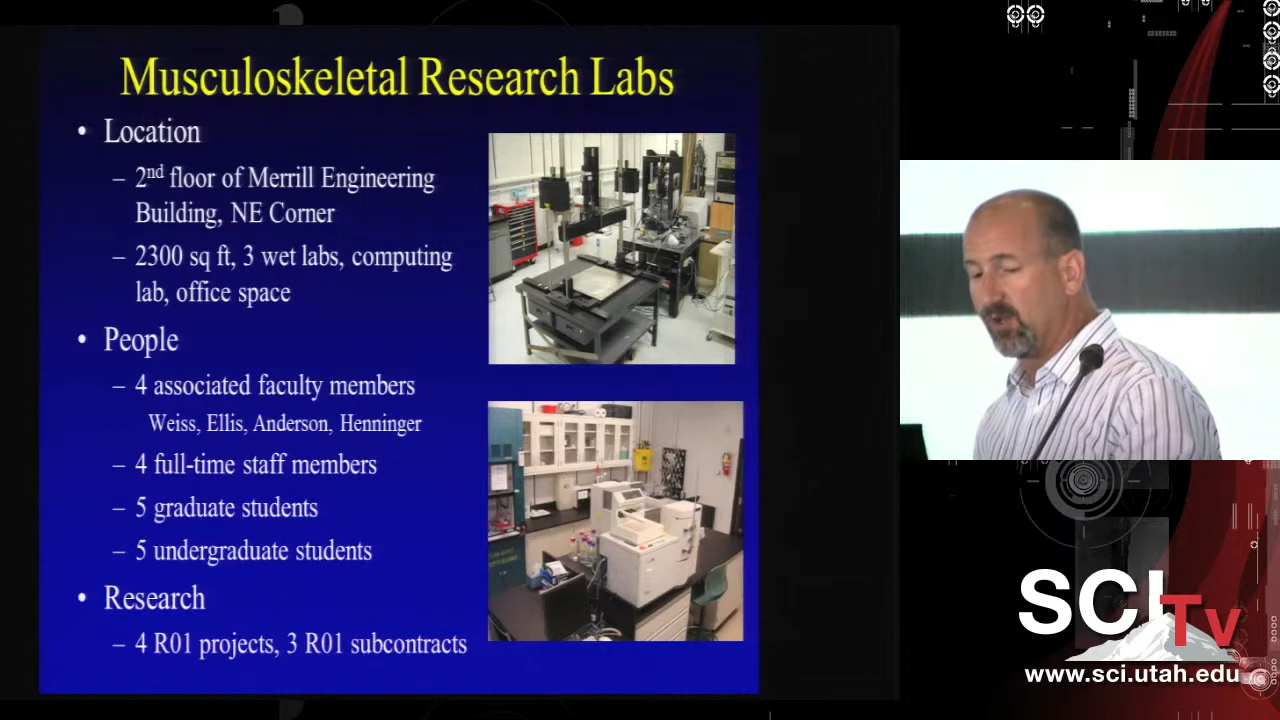 Musculoskeletal Research Labs
• Location
– 2nd floor of Merrill Engineering
Building, NE Corner
– 2300 sq ft, 3 wet labs, computing
lab, office space
• People
– 4 associated faculty members
Weiss, Ellis, Anderson, Henninger
– 4 full-time staff members
– 5 graduate students
– 5 undergraduate students
• Research
– 4 R01 projects, 3 R01 subcontracts
SCI TV
www.sci.utah.edu